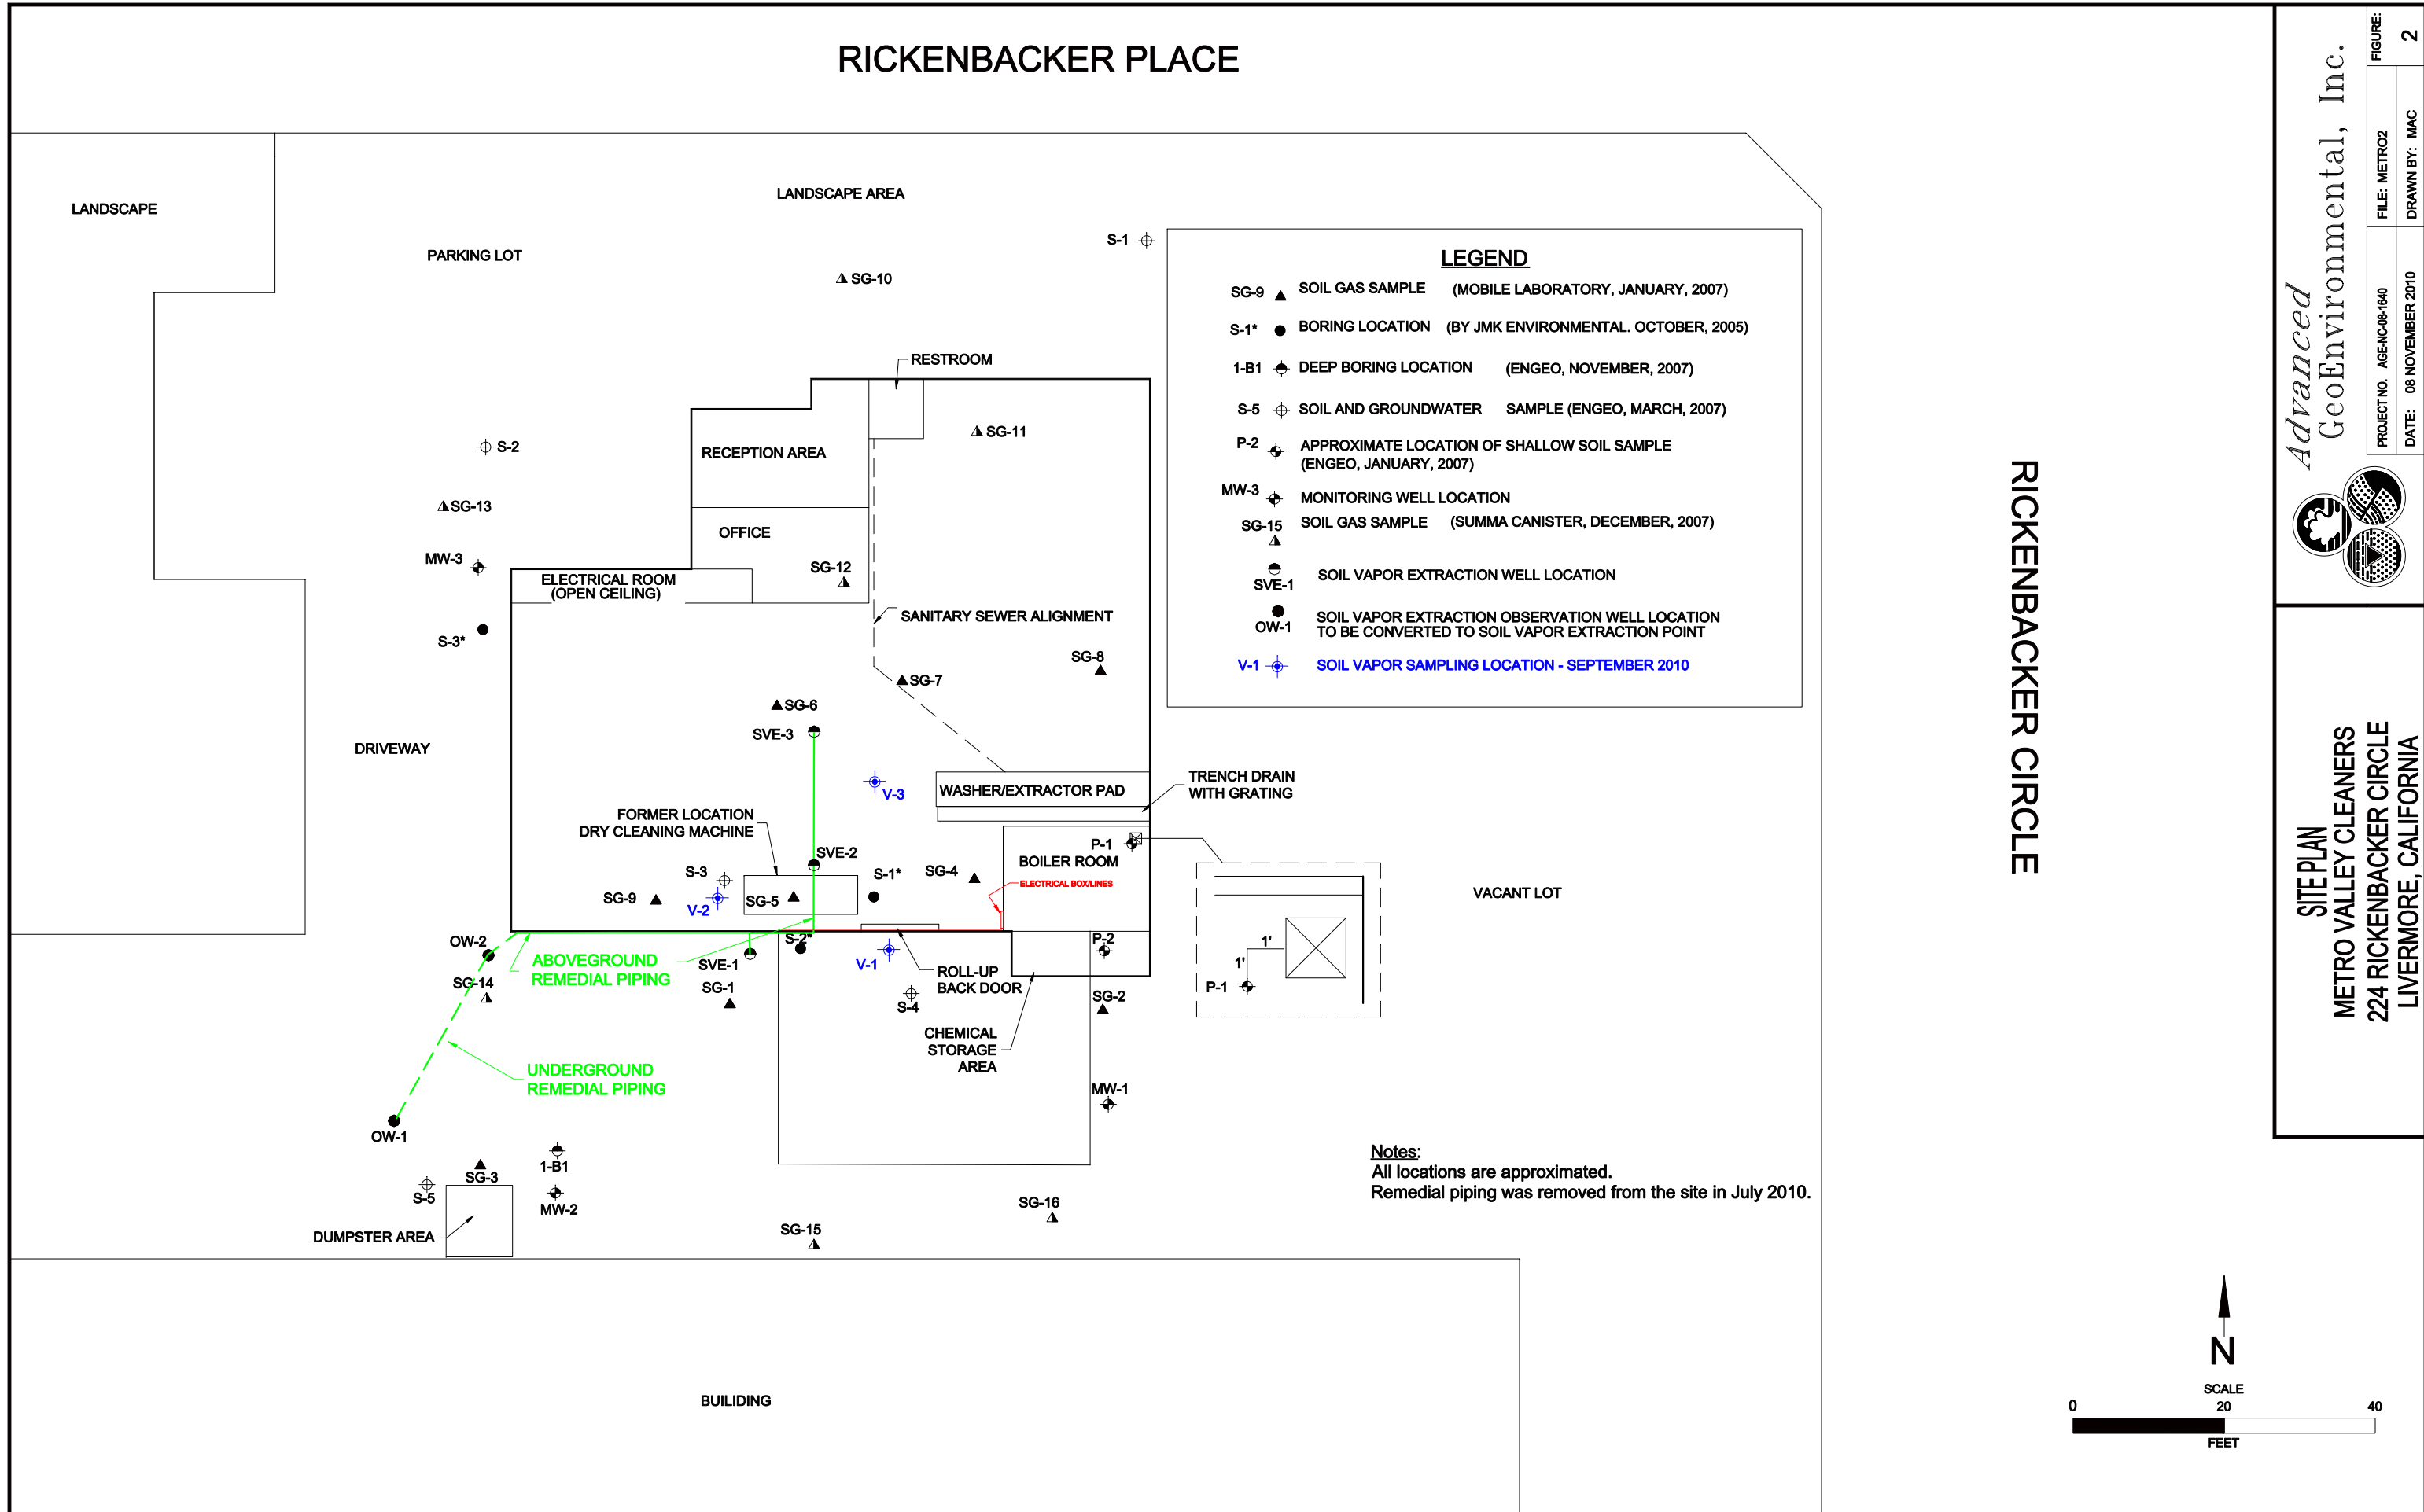 RICKENBACKER PLACE
LANDSCAPE
LANDSCAPE AREA
PARKING LOT
S-1
SG-10
LEGEND
SG-9 SOIL GAS SAMPLE (MOBILE LABORATORY, JANUARY, 2007)
S-1* BORING LOCATION (BY JMK ENVIRONMENTAL. OCTOBER, 2005)
1-B1 DEEP BORING LOCATION (ENGEO, NOVEMBER, 2007)
S-5 SOIL AND GROUNDWATER SAMPLE (ENGEO, MARCH, 2007)
P-2 APPROXIMATE LOCATION OF SHALLOW SOIL SAMPLE
(ENGEO, JANUARY, 2007)
MW-3 MONITORING WELL LOCATION
SG-15 SOIL GAS SAMPLE (SUMMA CANISTER, DECEMBER, 2007)
SVE-1 SOIL VAPOR EXTRACTION WELL LOCATION
OW-1 SOIL VAPOR EXTRACTION OBSERVATION WELL LOCATION
TO BE CONVERTED TO SOIL VAPOR EXTRACTION POINT
V-1 SOIL VAPOR SAMPLING LOCATION - SEPTEMBER 2010
RESTROOM
SG-11
S-2
RECEPTION AREA
SG-13
OFFICE
MW-3
SG-12
ELECTRICAL ROOM
(OPEN CEILING)
SANITARY SEWER ALIGNMENT
S-3*
SG-8
SG-7
SG-6
SVE-3
DRIVEWAY
V-3
WASHER/EXTRACTOR PAD
TRENCH DRAIN
WITH GRATING
FORMER LOCATION
DRY CLEANING MACHINE
SVE-2
P-1
BOILER ROOM
ELECTRICAL BOX/LINES
S-3
S-1*
SG-4
SG-9
V-2
SG-5
VACANT LOT
OW-2
S-2*
P-2
ABOVEGROUND
REMEDIAL PIPING
SVE-1
V-1
ROLL-UP
BACK DOOR
SG-14
SG-1
S-4
SG-2
1'
1'
P-1
CHEMICAL
STORAGE
AREA
UNDERGROUND
REMEDIAL PIPING
MW-1
OW-1
1-B1
SG-3
S-5
MW-2
DUMPSTER AREA
SG-15
SG-16
Notes:
All locations are approximated.
Remedial piping was removed from the site in July 2010.
BUILIDING
RICKENBACKER CIRCLE
N
SCALE
0 20 40
FEET
Advanced
GeoEnvironmental, Inc.
PROJECT NO. AGE-NC-08-1640
FILE: METRO2
FIGURE:
2
DATE: 08 NOVEMBER 2010
DRAWN BY: MAC
SITE PLAN
METRO VALLEY CLEANERS
224 RICKENBACKER CIRCLE
LIVERMORE, CALIFORNIA